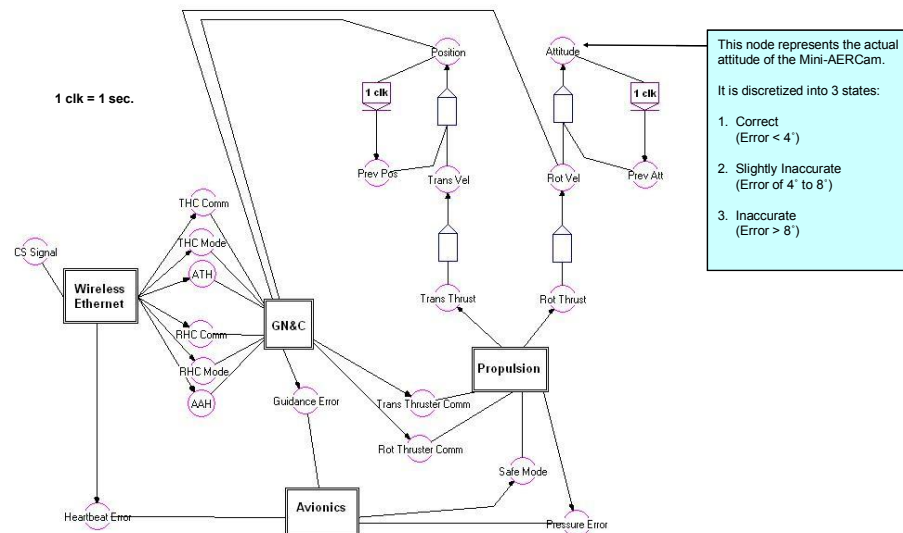 Position
Attitude
This node represents the actual
attitude of the Mini-AERCam.
It is discretized into 3 states:
1. Correct
(Error < 4˚)
2. Slightly Inaccurate
(Error of 4˚ to 8˚)
3. Inaccurate
(Error > 8˚)
1 clk = 1 sec.
1 clk
1 clk
Prev Pos
Trans Vel
Rot Vel
Prev Att
THC Comm
THC Mode
CS Signal
ATH
Wireless
Ethernet
GN&C
Trans Thrust
Rot Thrust
RHC Comm
RHC Mode
AAH
Propulsion
Guidance Error
Trans Thruster Comm
Rot Thruster Comm
Safe Mode
Avionics
Heartbeat Error
Pressure Error